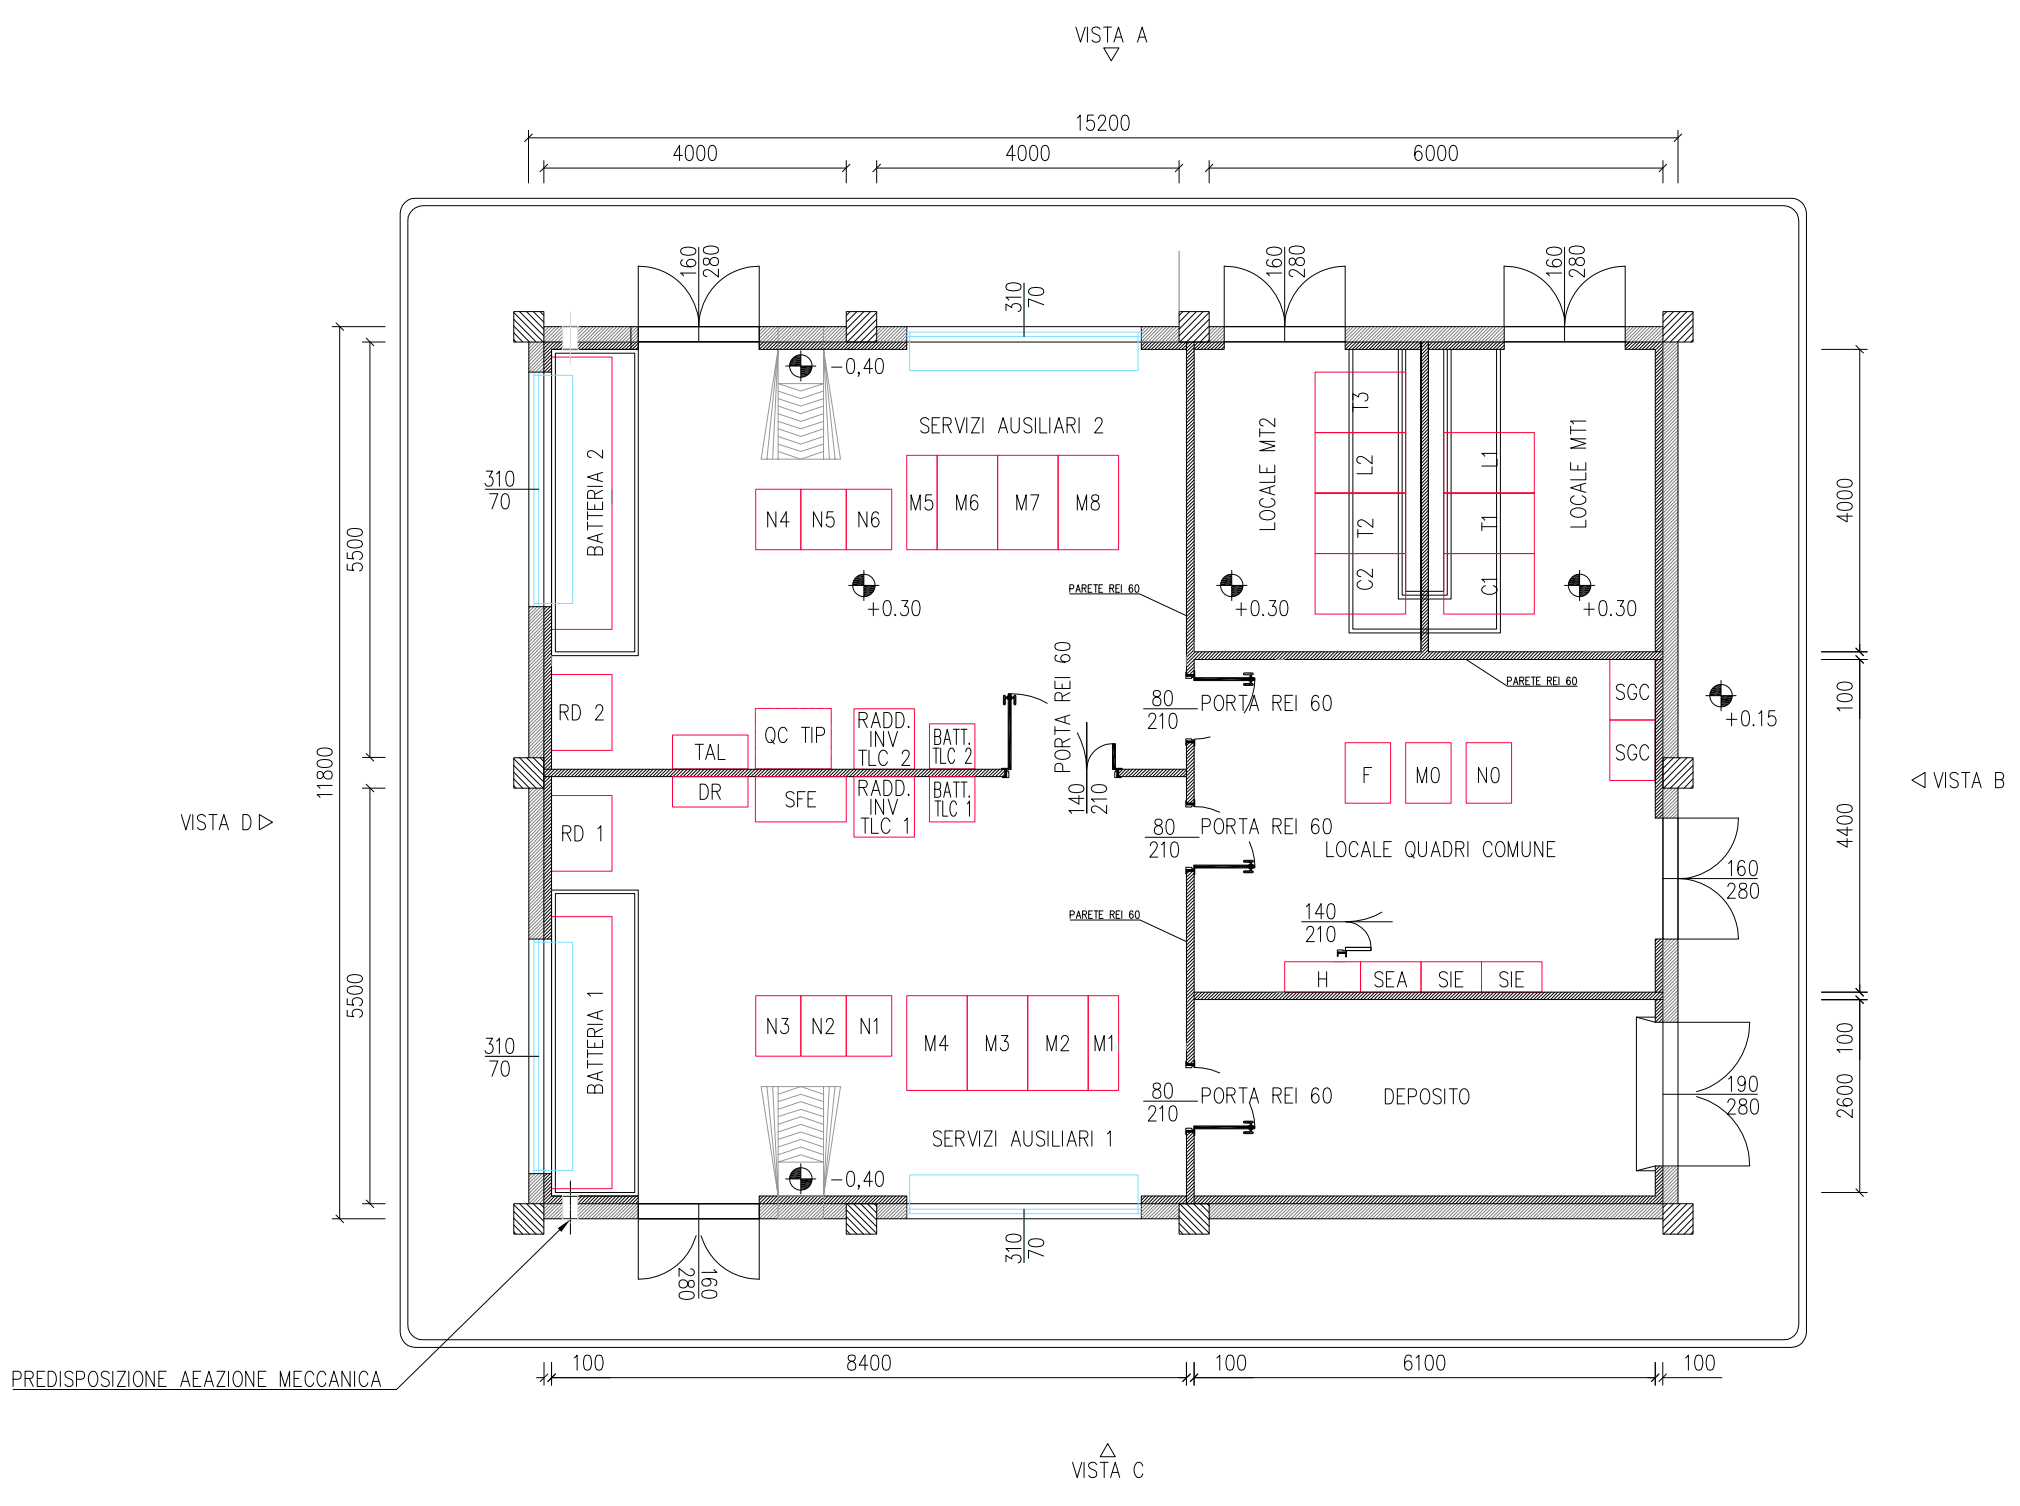 VISTA A
15200
4000
4000
6000
160
280
310
70
160
280
160
280
-0,40
SERVIZI AUSILIARI 2
BATTERIA 2
310
70
N4
N5
N6
M5
M6
M7
M8
LOCALE MT2
T3
L2
T2
C2
L1
T1
C1
LOCALE MT1
4000
5500
+0.30
+0.30
+0.30
PARETE REI 60
PARETE REI 60
PORTA REI 60
80
210
PORTA REI 60
SGC
SGC
+0.15
100
RD 2
TAL
QC TIP
RADD.
INV
TLC 2
BATT.
TLC 2
11800
DR
SFE
RADD.
INV
TLC 1
BATT.
TLC 1
140
210
F
M0
N0
VISTA B
VISTA D
RD 1
80
210
PORTA REI 60
LOCALE QUADRI COMUNE
4400
160
280
PARETE REI 60
140
210
H
SEA
SIE
SIE
5500
BATTERIA 1
310
70
N3
N2
N1
M4
M3
M2
M1
100
80
210
PORTA REI 60
DEPOSITO
190
280
2600
SERVIZI AUSILIARI 1
-0,40
310
70
160
280
PREDISPOSIZIONE AEAZIONE MECCANICA
100
8400
100
6100
100
VISTA C